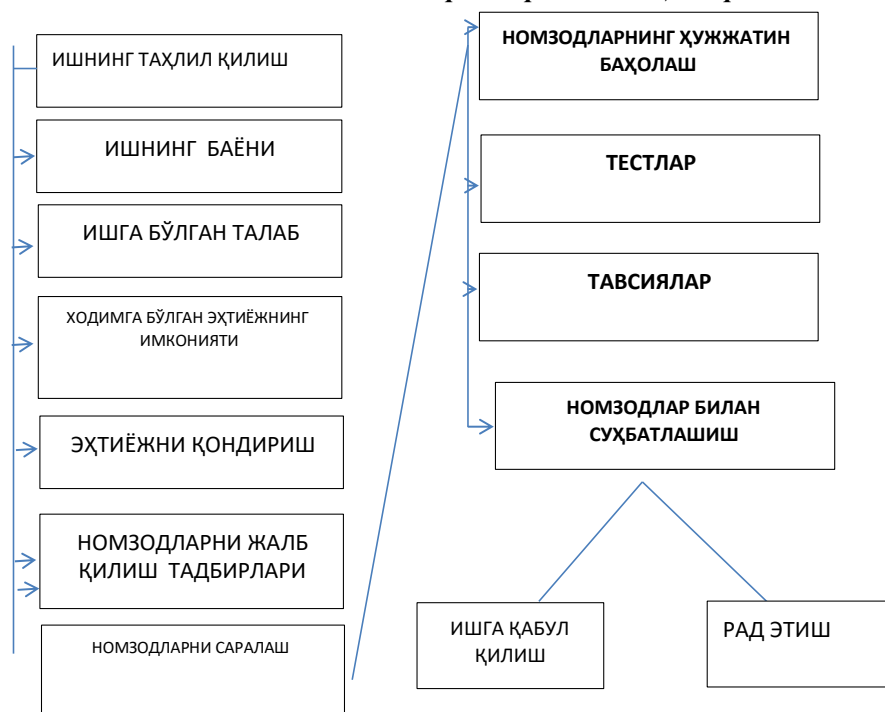 ИШНИНГ ТАҲЛИЛ ҚИЛИШ
ИШНИНГ БАЁНИ
ИШГА БЎЛГАН ТАЛАБ
ХОДИМГА БЎЛГАН ЭҲТИЁЖНИНГ
ИМКОНИЯТИ
ЭҲТИЁЖНИ ҚОНДИРИШ
НОМЗОДЛАРНИ ЖАЛБ
ҚИЛИШ ТАДБИРЛАРИ
НОМЗОДЛАРНИ САРАЛАШ
НОМЗОДЛАРНИНГ ҲУЖЖАТИН
БАҲОЛАШ
ТЕСТЛАР
ТАВСИЯЛАР
НОМЗОДЛАР БИЛАН
СУҲБАТЛАШИШ
ИШГА ҚАБУЛ
ҚИЛИШ
РАД ЭТИШ